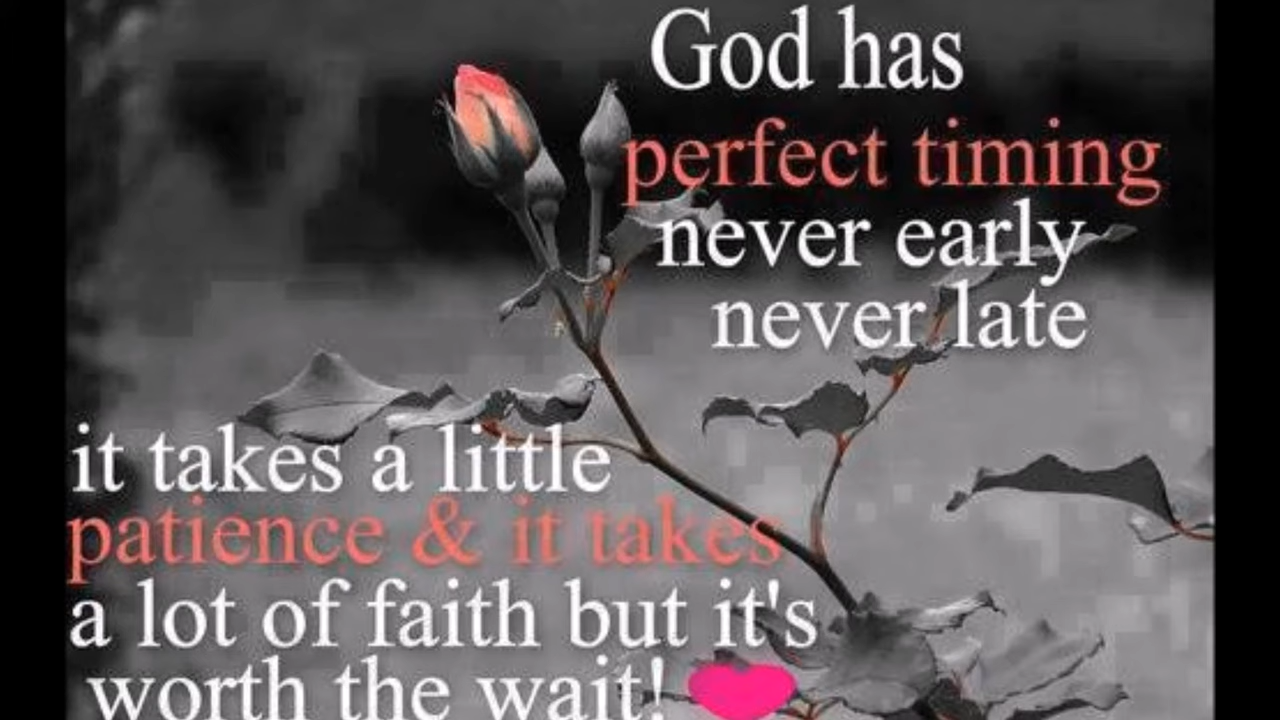 God has
perfect timing
never early
never late
it takes a little
patience & it takes
a lot of faith but it's
worth the wait!